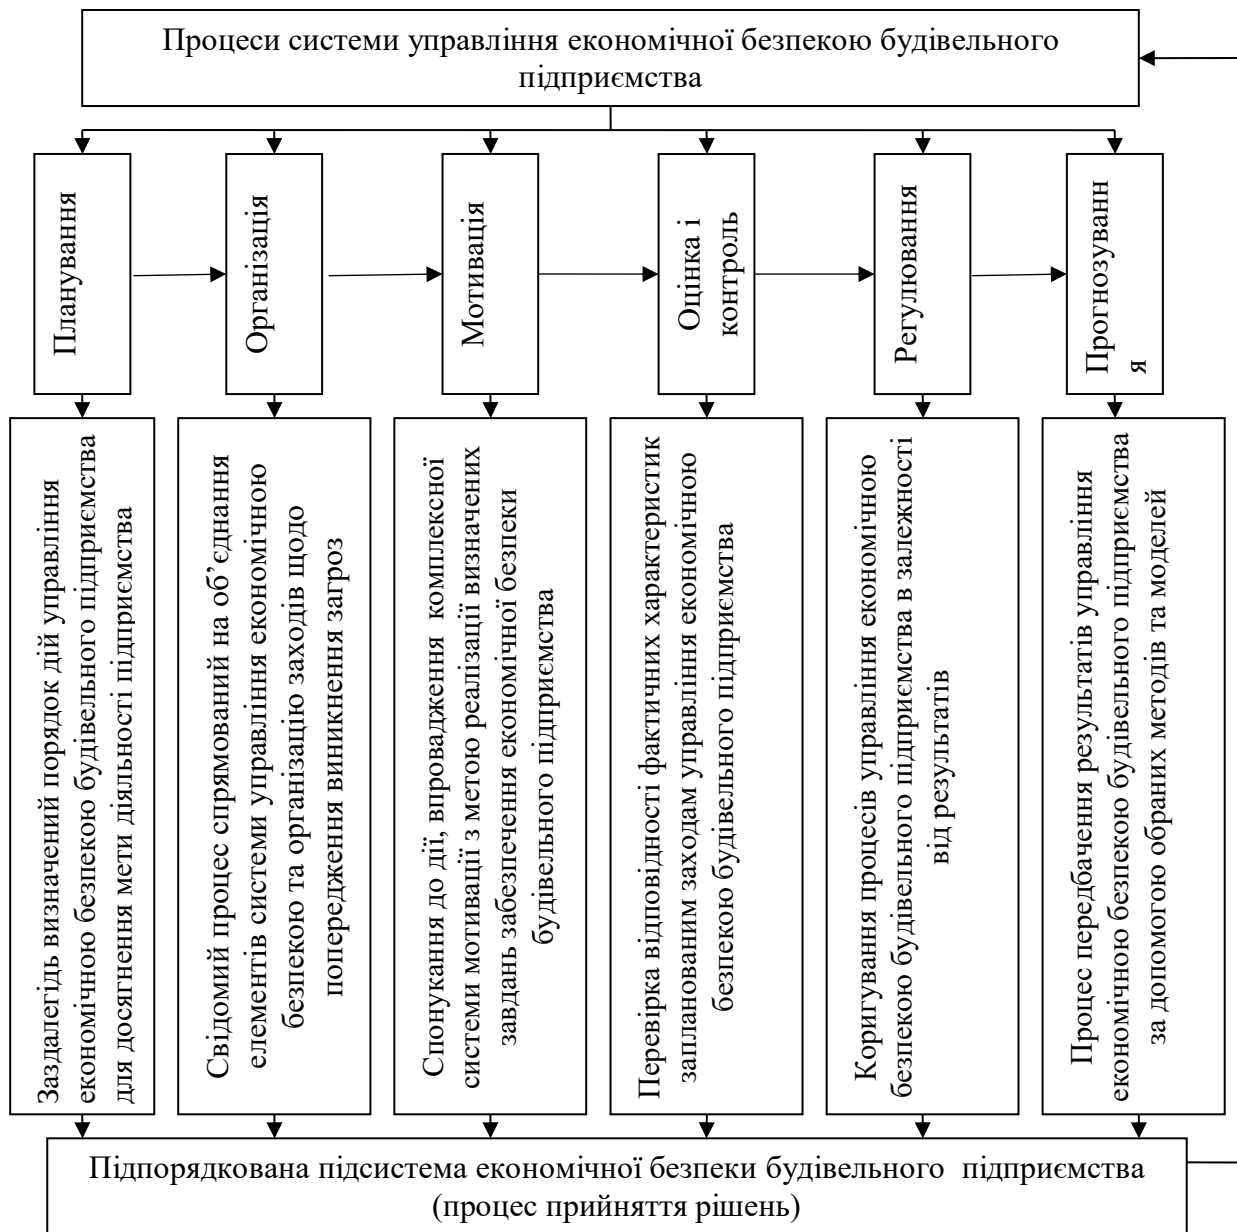 Процеси системи управління економічної безпекою будівельного
підприємства
Планування
Організація
Мотивація
Оцінка і
контроль
Регулювання
Прогнозуванн
я
Заздалегідь визначений порядок дій управління
економічною безпекою будівельного підприємства
для досягнення мети діяльності підприємства
Свідомий процес спрямований на об’єднання
елементів системи управління економічною
безпекою та організацію заходів щодо
попередження виникнення загроз
Спонукання до дії, впровадження комплексної
системи мотивації з метою реалізації визначених
завдань забезпечення економічної безпеки
будівельного підприємства
Перевірка відповідності фактичних характеристик
запланованим заходам управління економічною
безпекою будівельного підприємства
Коригування процесів управління економічною
безпекою будівельного підприємства в залежності
від результатів
Процес передбачення результатів управління
економічною безпекою будівельного підприємства
за допомогою обраних методів та моделей
Підпорядкована підсистема економічної безпеки будівельного підприємства
(процес прийняття рішень)